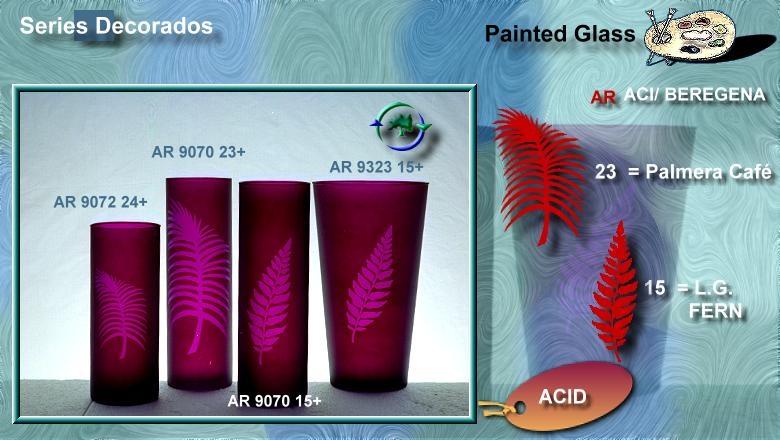 Series Decorados
Painted Glass
AR ACI/ BEREGENA
AR 9070 23+
AR 9323 15+
AR 9072 24+
23 = Palmera Café
15 = L.G.
FERN
AR 9070 15+
ACID